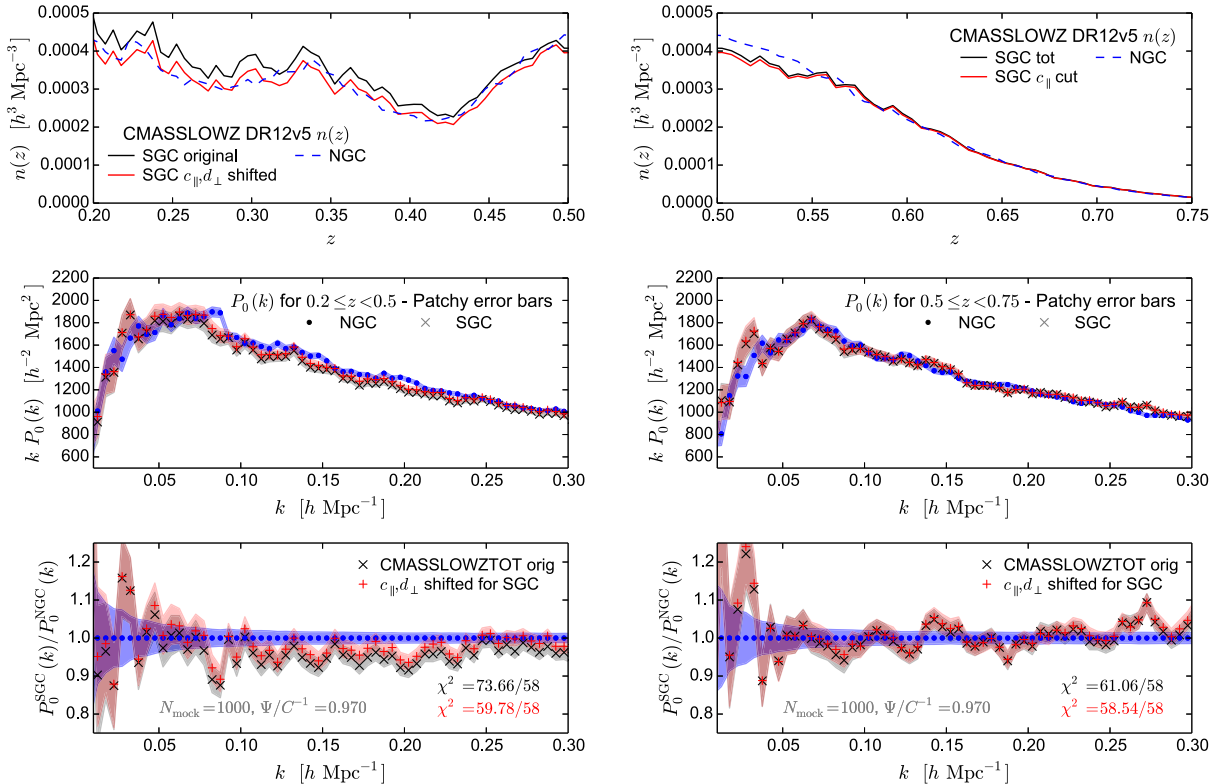 0.0005
0.0004
0.0003
0.0002
0.0001
0.0000
n(z) [h³ Mpc⁻³]
CMASSLOWZ DR12v5 n(z)
SGC original
NGC
SGC c∥,d⊥ shifted
0.20 0.25 0.30 0.35 0.40 0.45 0.50
z
0.0005
0.0004
0.0003
0.0002
0.0001
0.0000
n(z) [h³ Mpc⁻³]
CMASSLOWZ DR12v5 n(z)
SGC tot
NGC
SGC c∥ cut
0.50 0.55 0.60 0.65 0.70 0.75
z
2200
2000
1800
1600
1400
1200
1000
800
600
k P₀(k) [h⁻² Mpc²]
P₀(k) for 0.2≤z<0.5 - Patchy error bars
NGC SGC
0.05 0.10 0.15 0.20 0.25 0.30
k [h Mpc⁻¹]
2200
2000
1800
1600
1400
1200
1000
800
600
k P₀(k) [h⁻² Mpc²]
P₀(k) for 0.5≤z<0.75 - Patchy error bars
NGC SGC
0.05 0.10 0.15 0.20 0.25 0.30
k [h Mpc⁻¹]
1.2
1.1
1.0
0.9
0.8
P₀^SGC(k)/P₀^NGC(k)
CMASSLOWZTOT orig
c∥,d⊥ shifted for SGC
χ² =73.66/58
N_mock=1000, Ψ/C⁻¹ =0.970
χ² =59.78/58
0.05 0.10 0.15 0.20 0.25 0.30
k [h Mpc⁻¹]
1.2
1.1
1.0
0.9
0.8
P₀^SGC(k)/P₀^NGC(k)
CMASSLOWZTOT orig
c∥,d⊥ shifted for SGC
χ² =61.06/58
N_mock=1000, Ψ/C⁻¹ =0.970
χ² =58.54/58
0.05 0.10 0.15 0.20 0.25 0.30
k [h Mpc⁻¹]